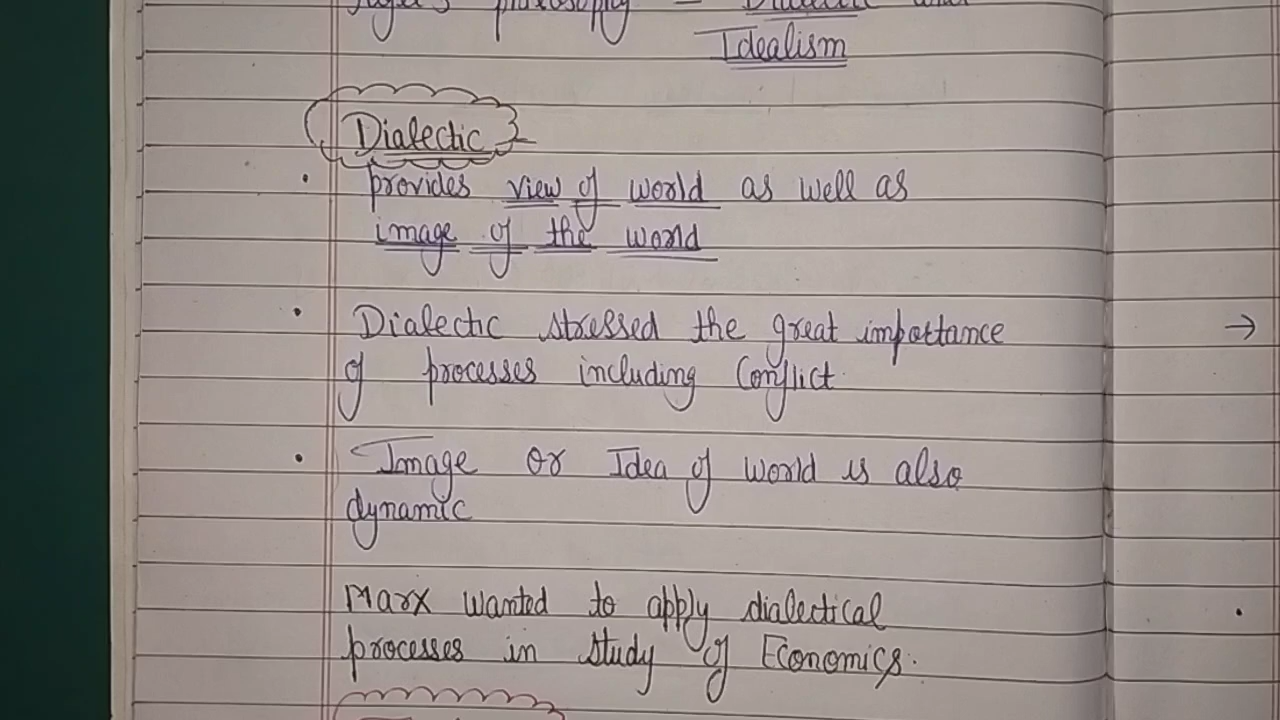 philosophy -
Idealism
Dialectic
• provides view of world as well as
image of the world
• Dialectic stressed the great importance
of processes including Conflict.
• Image or Idea of world is also
dynamic
Marx wanted to apply dialectical
processes in study of Economics.
→
•